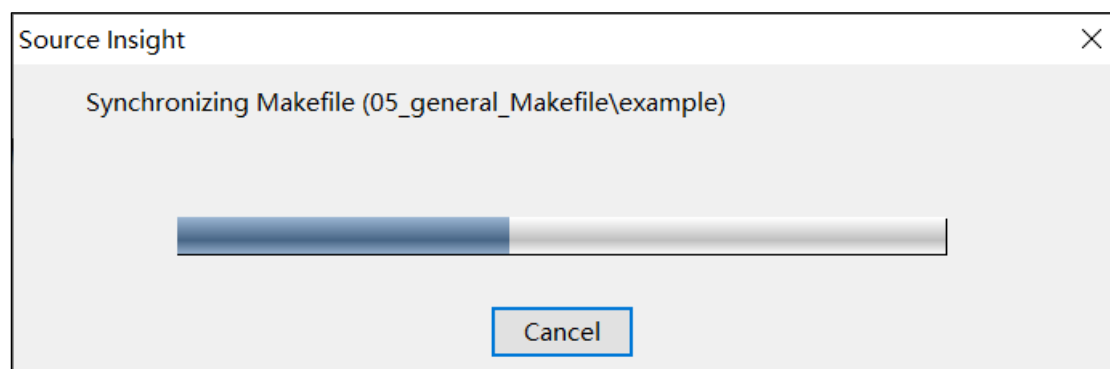 Source Insight
Synchronizing Makefile (05_general_Makefile\example)
Cancel